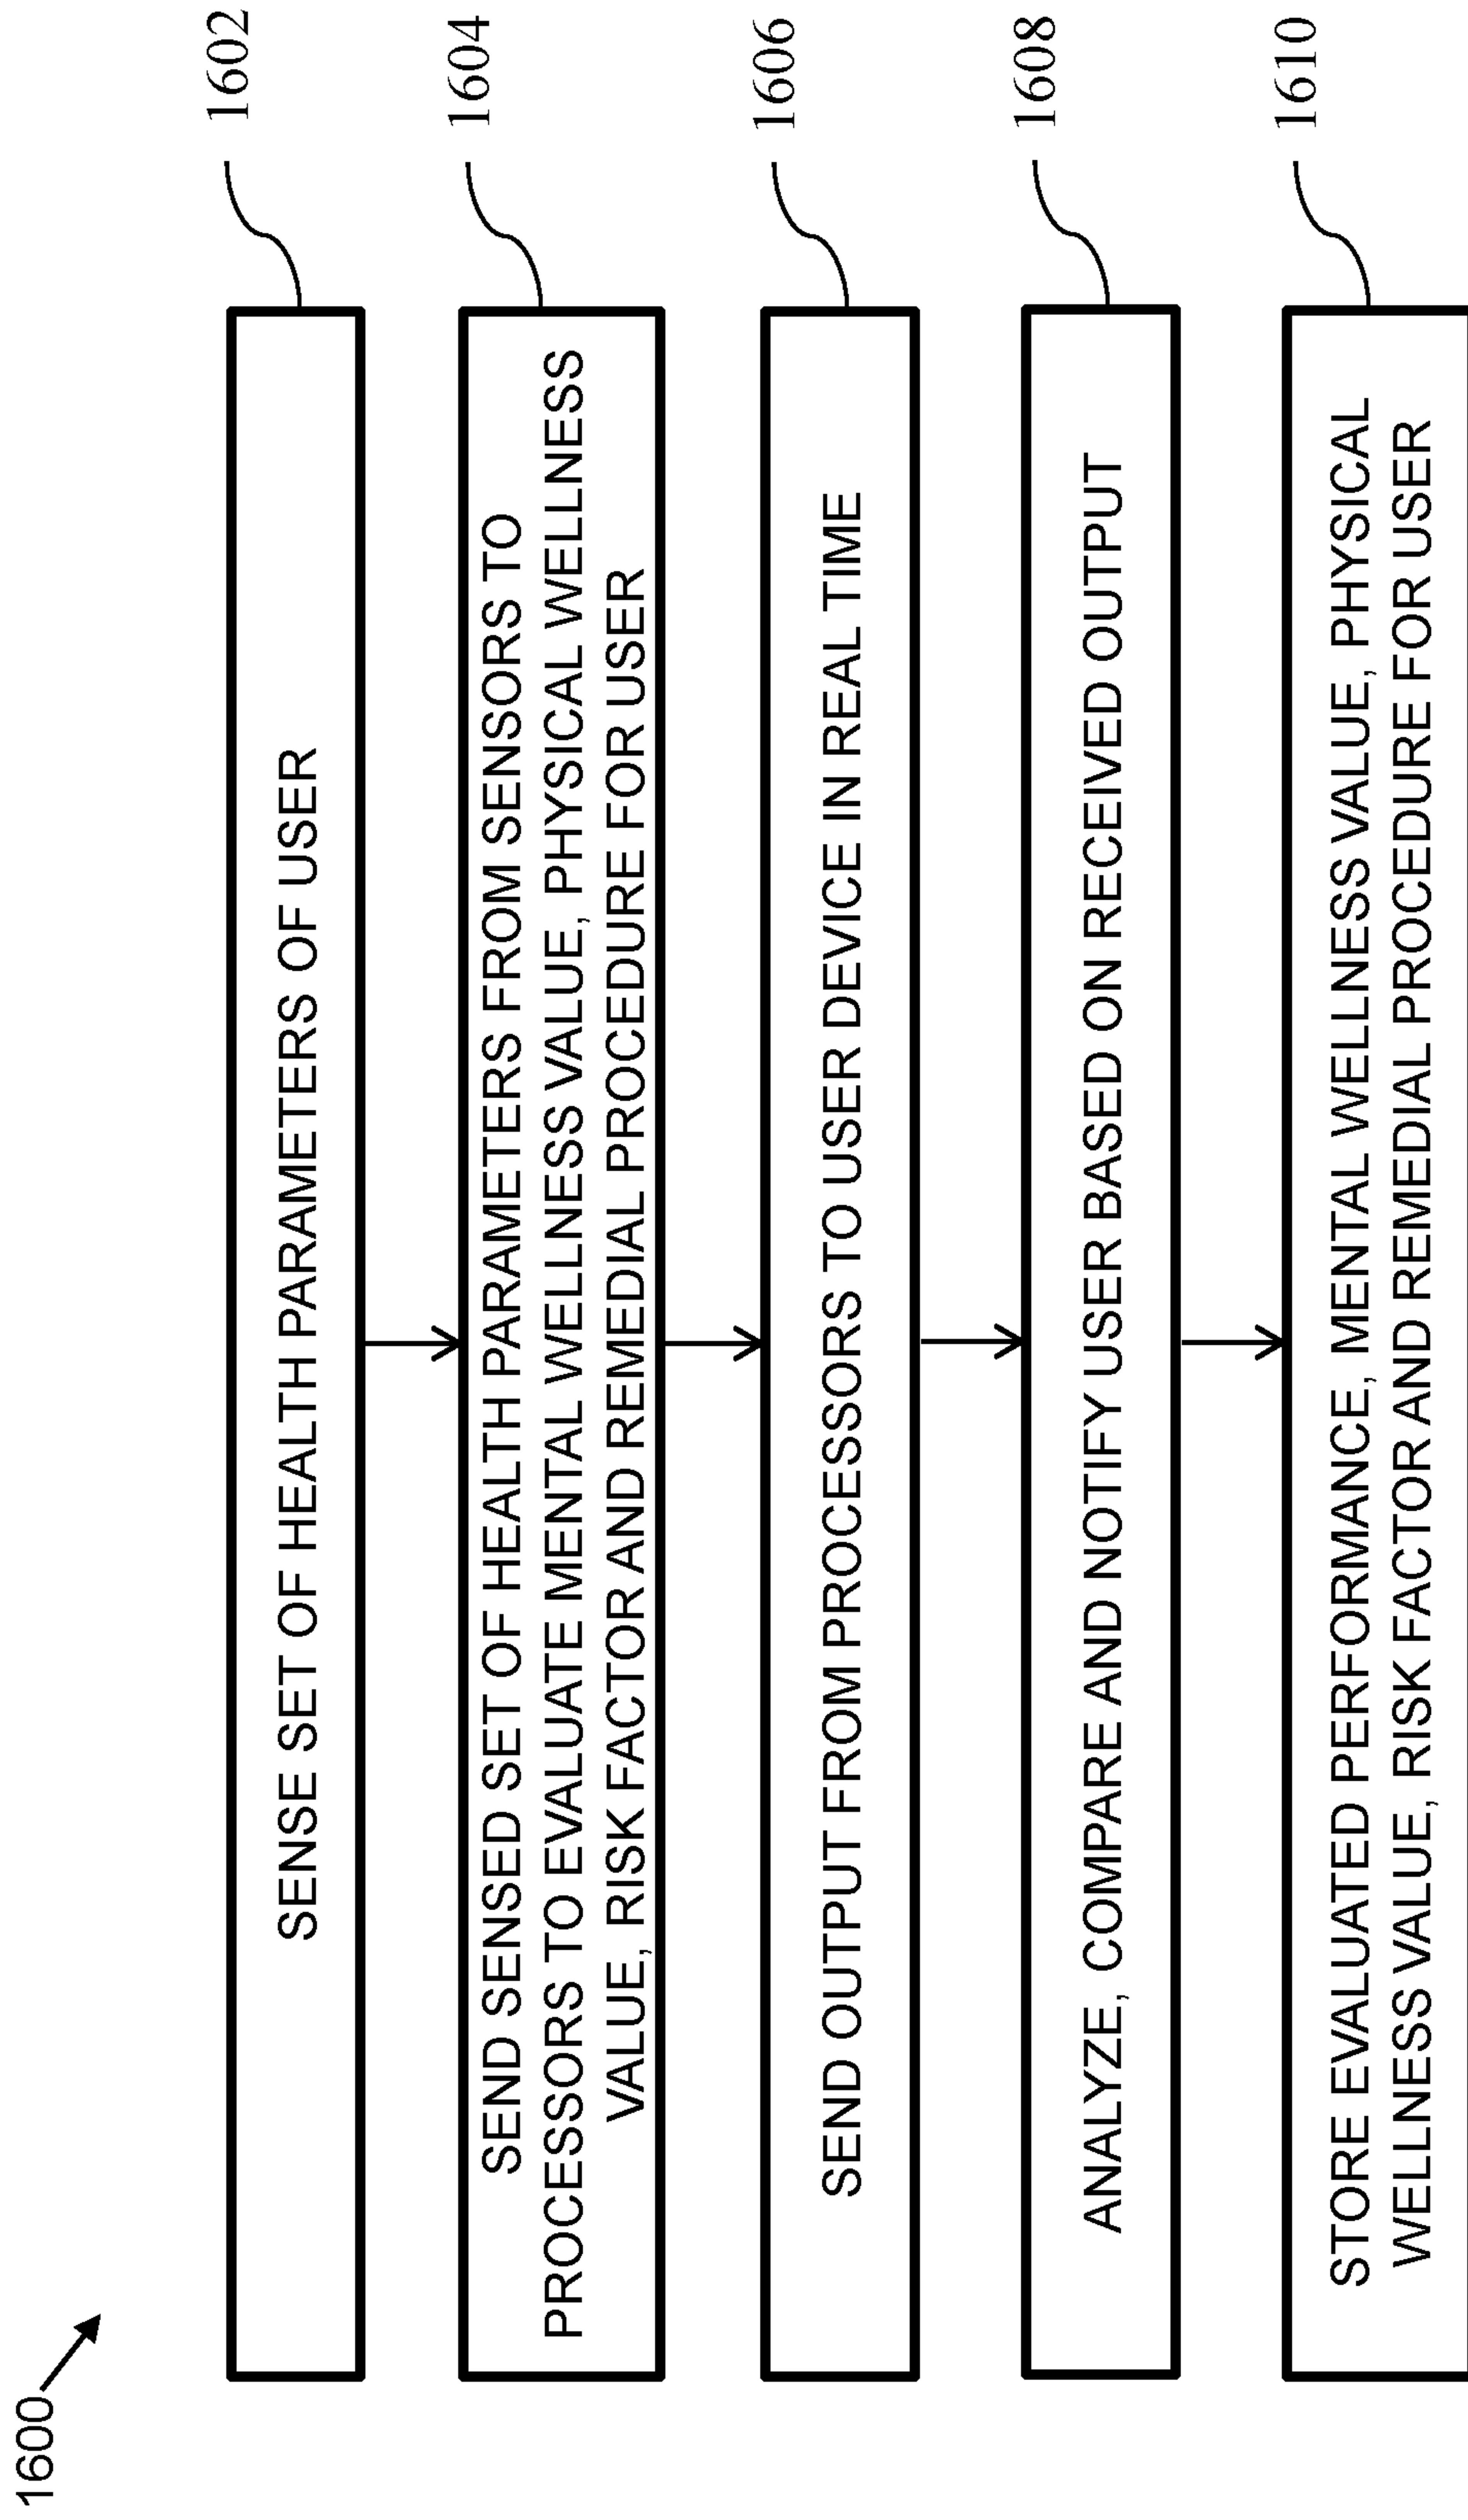 1600
SENSE SET OF HEALTH PARAMETERS OF USER
1602
SEND SENSED SET OF HEALTH PARAMETERS FROM SENSORS TO
PROCESSORS TO EVALUATE MENTAL WELLNESS VALUE, PHYSICAL WELLNESS
VALUE, RISK FACTOR AND REMEDIAL PROCEDURE FOR USER
1604
SEND OUTPUT FROM PROCESSORS TO USER DEVICE IN REAL TIME
1606
ANALYZE, COMPARE AND NOTIFY USER BASED ON RECEIVED OUTPUT
1608
STORE EVALUATED PERFORMANCE, MENTAL WELLNESS VALUE, PHYSICAL
WELLNESS VALUE, RISK FACTOR AND REMEDIAL PROCEDURE FOR USER
1610